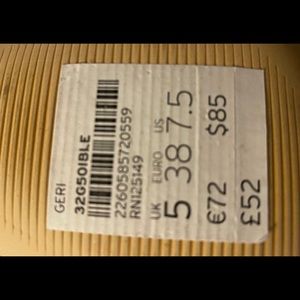 GERI
32G50IBLE
2260585720559
RN125149
UK EURO US
5 38 7.5
€72 $85
£52